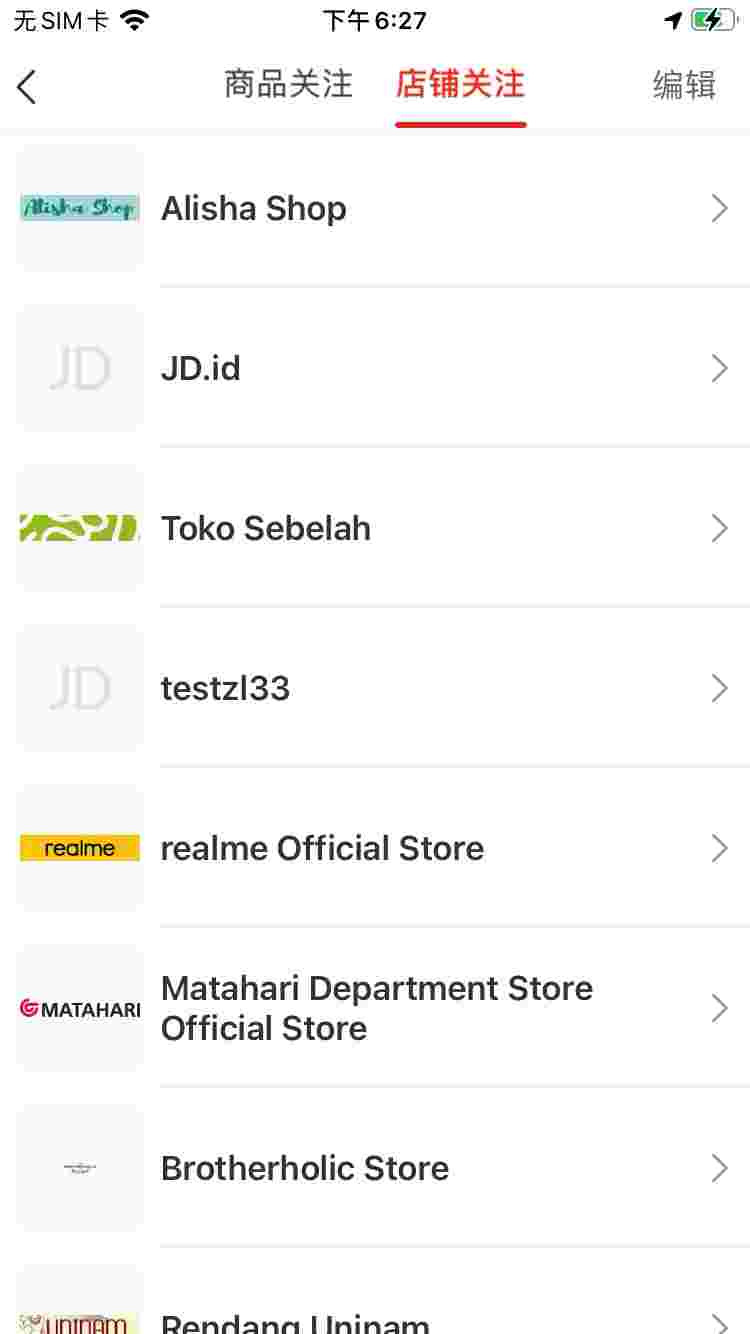 无SIM卡
下午6:27
商品关注
店铺关注
编辑
Alisha Shop
Alisha Shop
JD
JD.id
Toko Sebelah
JD
testzl33
realme
realme Official Store
MATAHARI
Matahari Department Store
Official Store
Brotherholic Store
UNINAM
Rendang Uninam